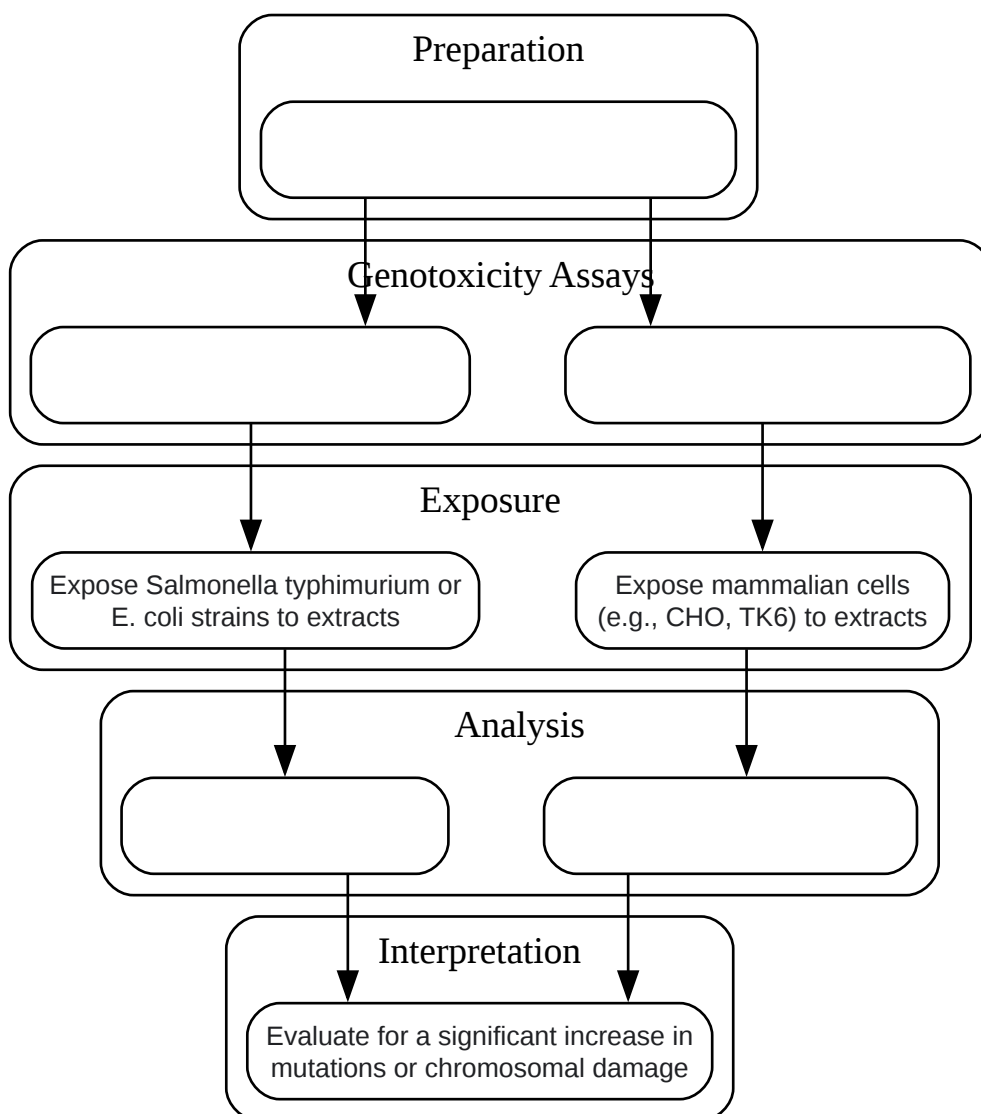 Preparation
Genotoxicity Assays
Exposure
Expose Salmonella typhimurium or
E. coli strains to extracts
Expose mammalian cells
(e.g., CHO, TK6) to extracts
Analysis
Interpretation
Evaluate for a significant increase in
mutations or chromosomal damage